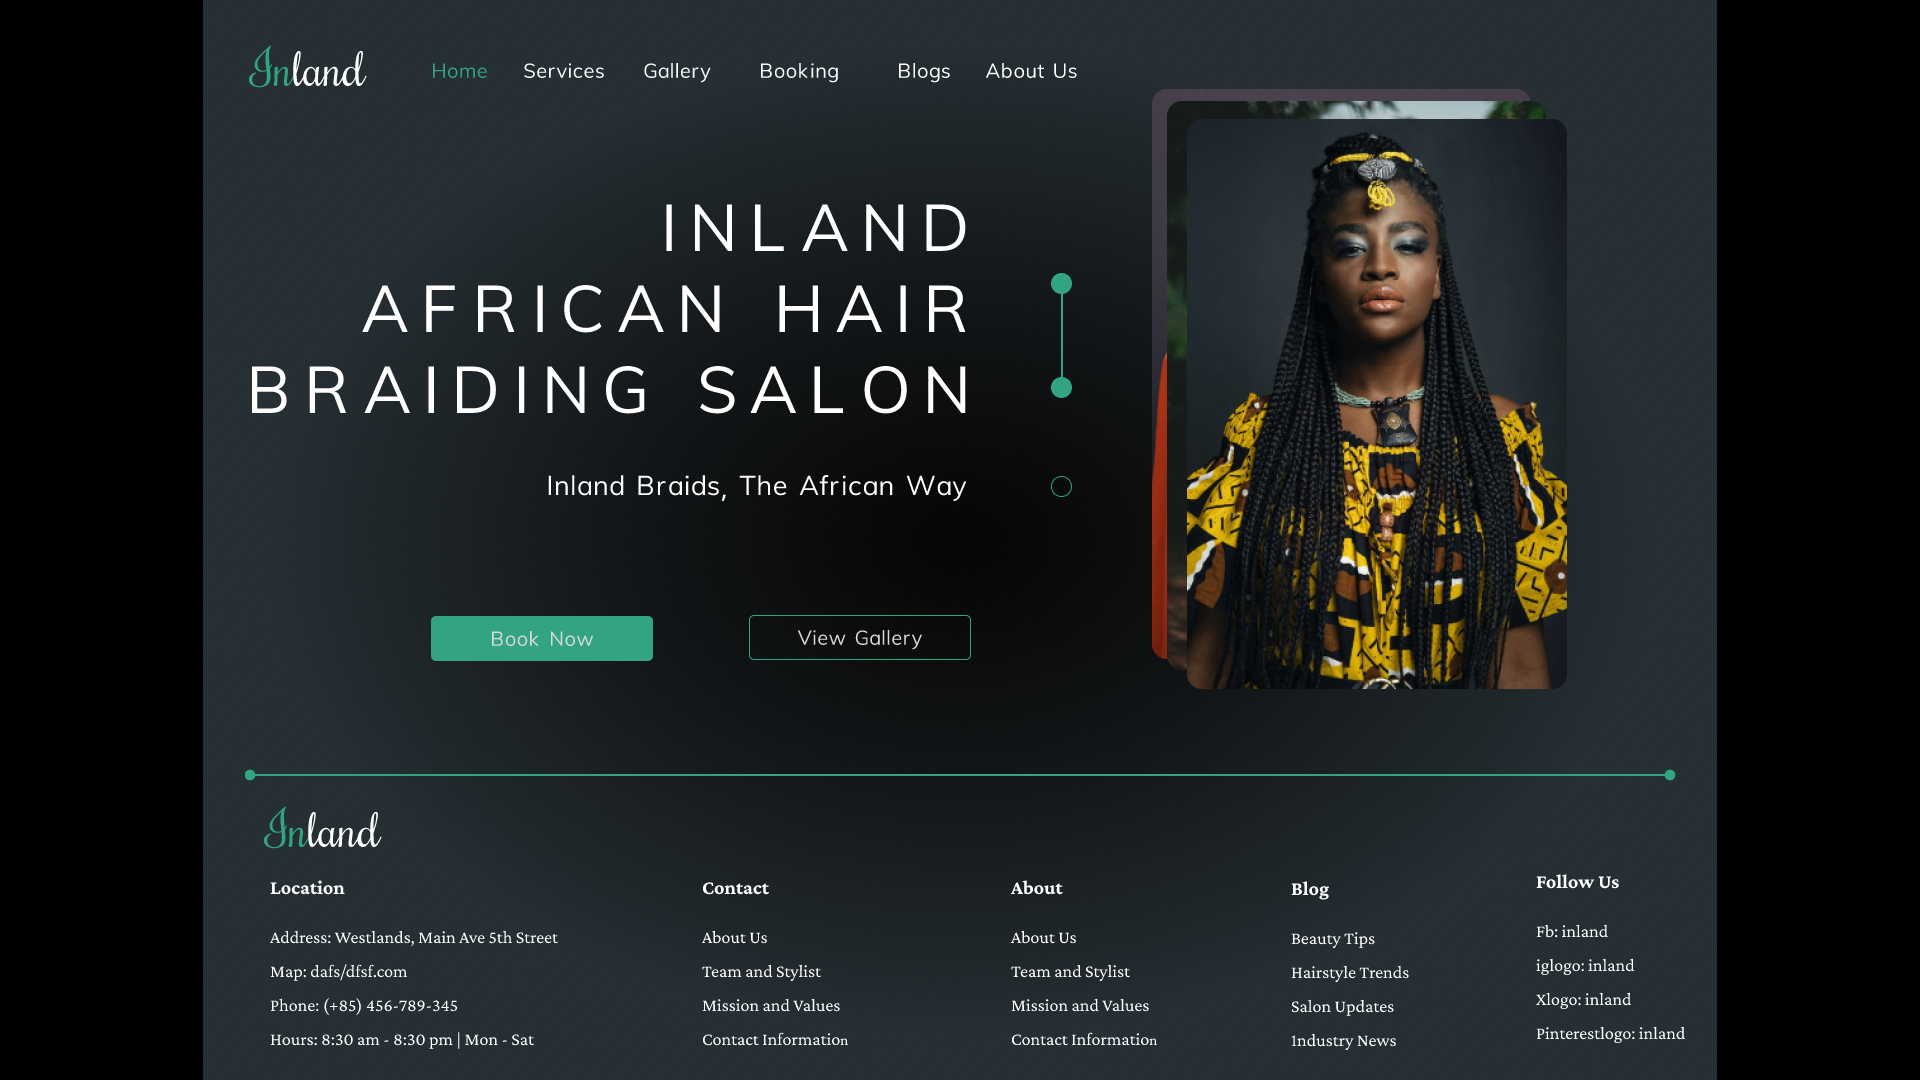 Inland
Home Services Gallery Booking Blogs About Us
INLAND
AFRICAN HAIR
BRAIDING SALON
Inland Braids, The African Way
Book Now View Gallery
Inland
Location
Address: Westlands, Main Ave 5th Street
Map: dafs/dfsf.com
Phone: (+85) 456-789-345
Hours: 8:30 am - 8:30 pm | Mon - Sat
Contact
About Us
Team and Stylist
Mission and Values
Contact Information
About
About Us
Team and Stylist
Mission and Values
Contact Information
Blog
Beauty Tips
Hairstyle Trends
Salon Updates
1ndustry News
Follow Us
Fb: inland
iglogo: inland
Xlogo: inland
Pinterestlogo: inland